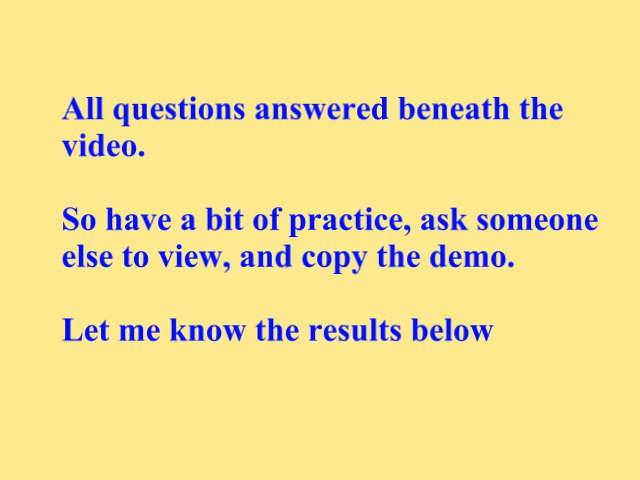 All questions answered beneath the
video.
So have a bit of practice, ask someone
else to view, and copy the demo.
Let me know the results below